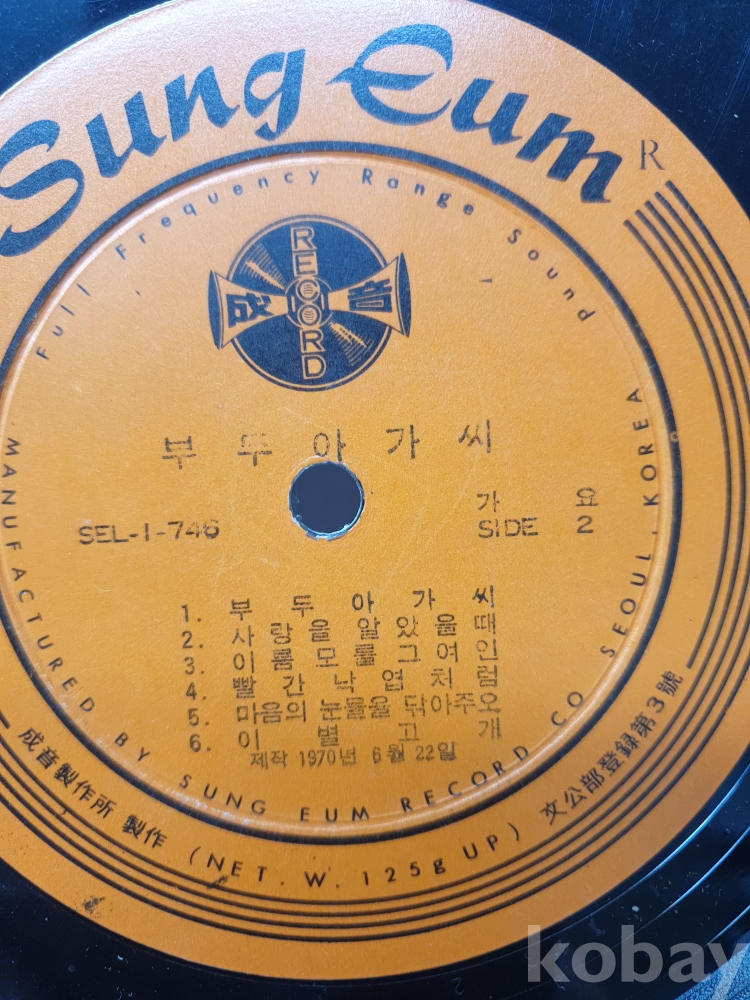 Sung Eum R
Full Frequency Range Sound
RECORD
成音
부두아가씨
가요
SEL-1-746
SIDE 2
1. 부두아가씨
2. 사랑을알았을때
3. 이름모를그여인
4. 빨간낙엽처럼
5. 마음의 눈물을 닦아주오
6. 이별고개
제작 1970년 6월 22일
MANUFACTURED BY SUNG EUM RECORD CO SEOUL. KOREA
成音製作所 製作 (NET. W. 125g UP) 文公部登録第3號
kobay